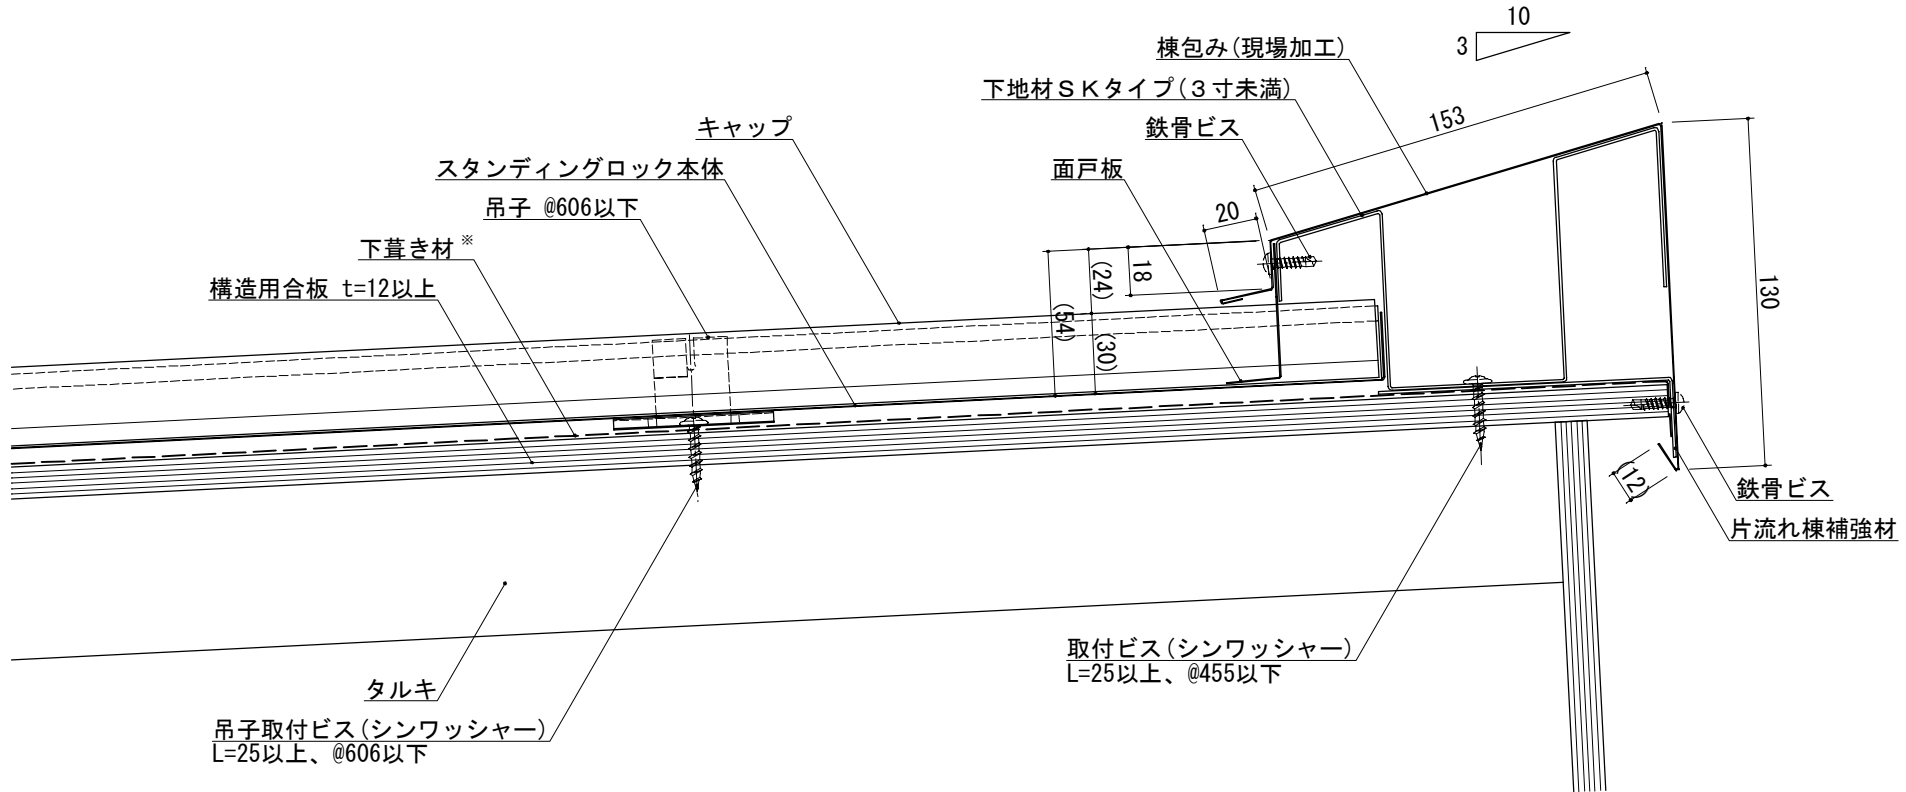 10
3
棟包み(現場加工)
下地材SKタイプ(3寸未満)
キャップ
鉄骨ビス
153
スタンディングロック本体
面戸板
吊子 @606以下
20
下葺き材※
構造用合板 t=12以上
(24)
18
(54)
(30)
130
(12)
鉄骨ビス
片流れ棟補強材
取付ビス(シンワッシャー)
L=25以上、@455以下
タルキ
吊子取付ビス(シンワッシャー)
L=25以上、@606以下